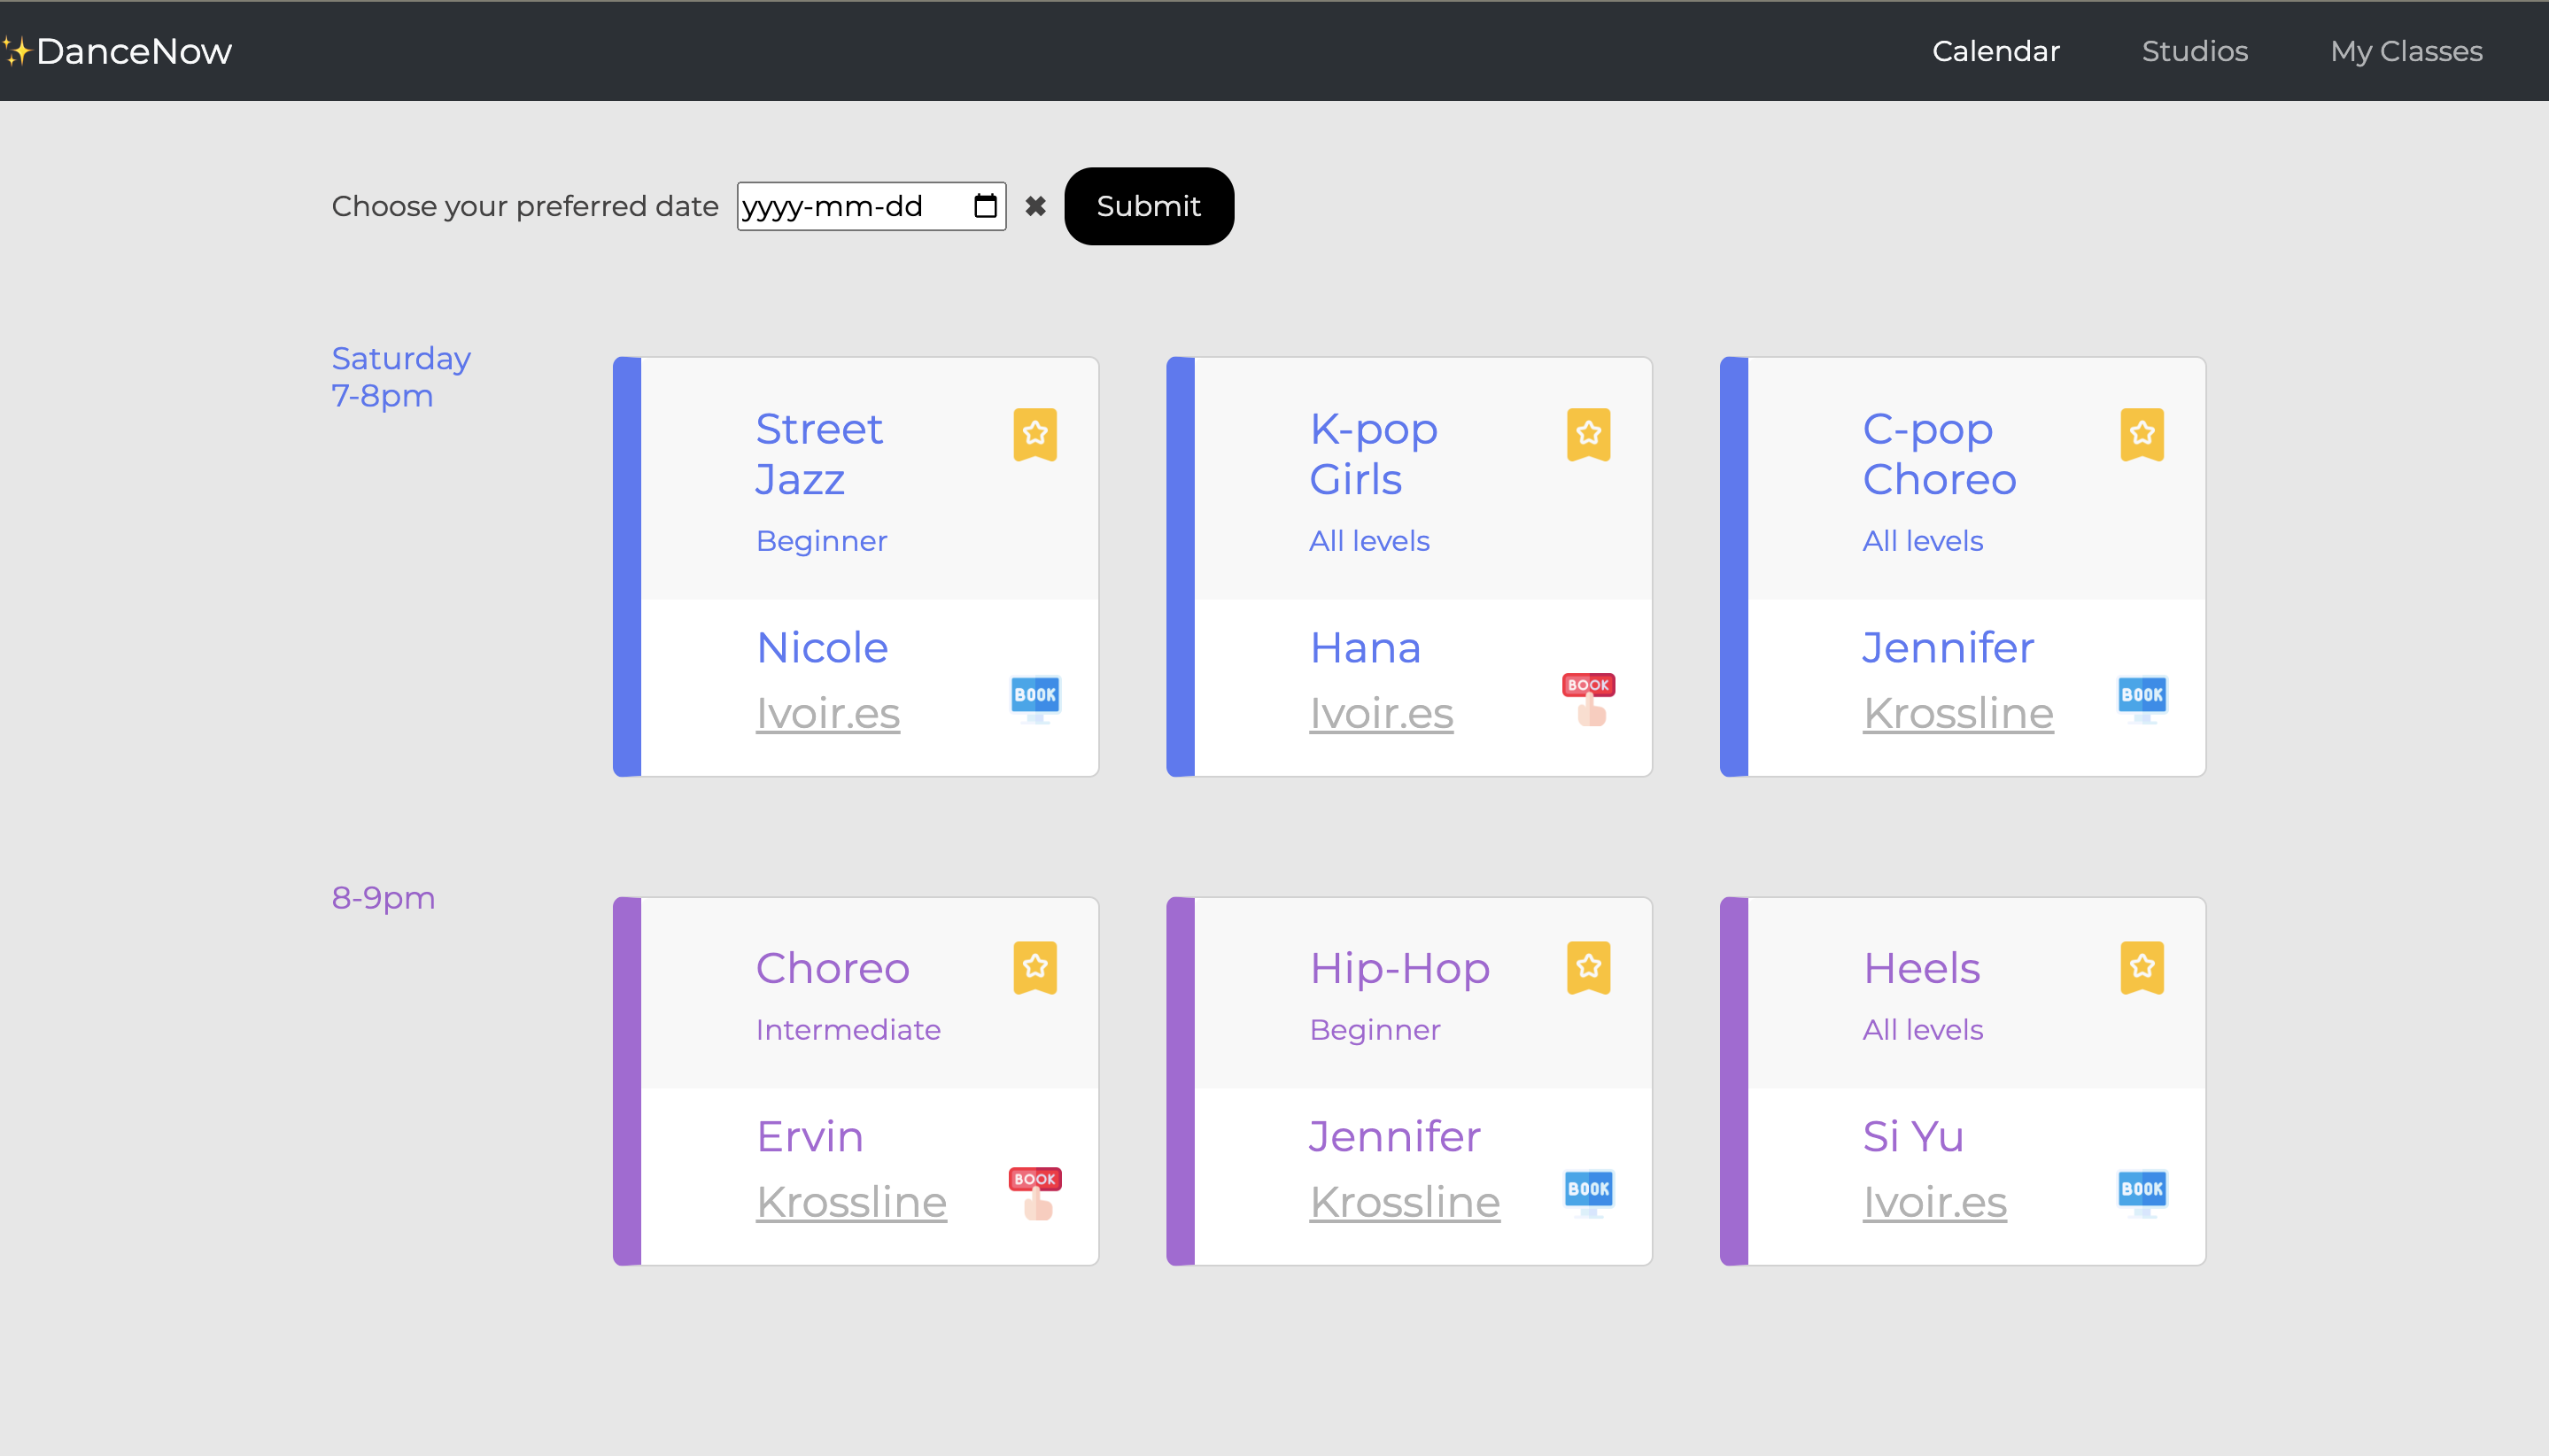 ✨DanceNow
Calendar
Studios
My Classes
Choose your preferred date yyyy-mm-dd ✖ Submit
Saturday
7-8pm
Street
Jazz
Beginner
Nicole
Ivoir.es
BOOK
K-pop
Girls
All levels
Hana
Ivoir.es
BOOK
C-pop
Choreo
All levels
Jennifer
Krossline
BOOK
8-9pm
Choreo
Intermediate
Ervin
Krossline
BOOK
Hip-Hop
Beginner
Jennifer
Krossline
BOOK
Heels
All levels
Si Yu
Ivoir.es
BOOK